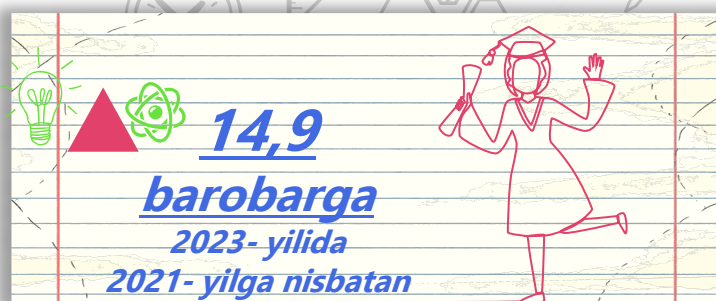 14,9
barobarga
2023- yilida
2021- yilga nisbatan